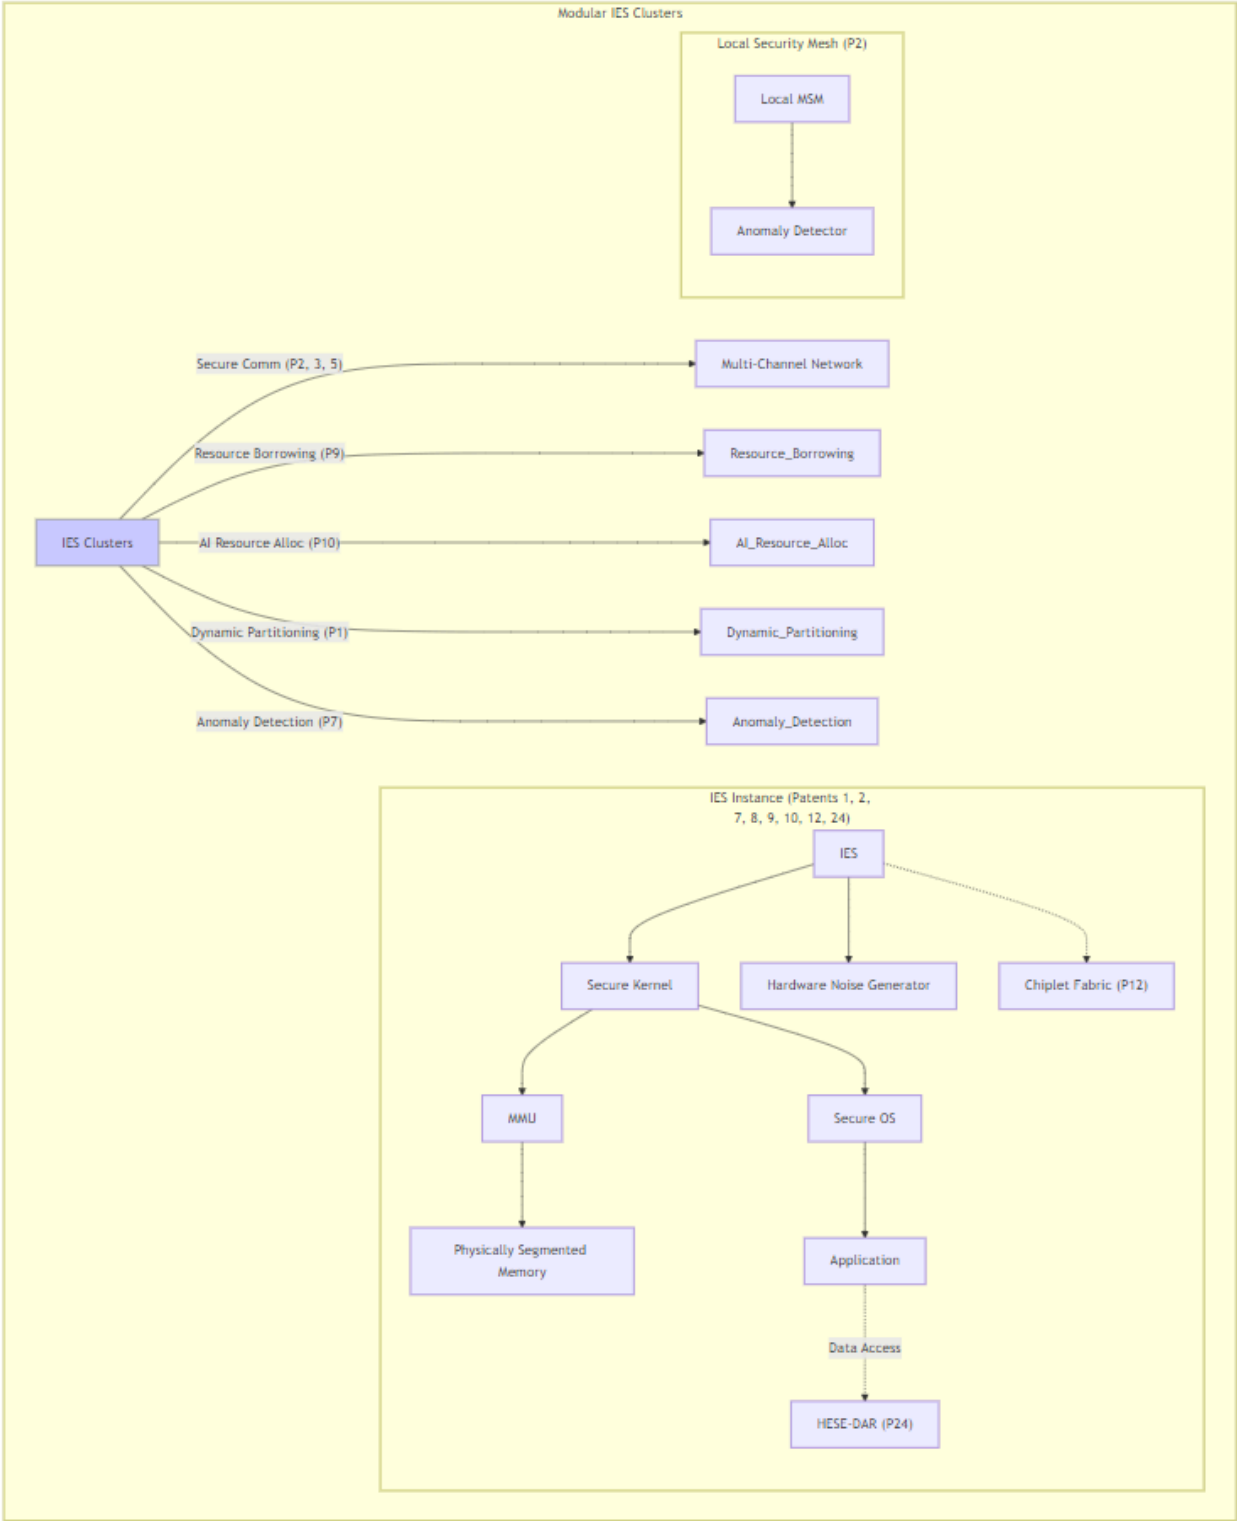 Modular IES Clusters
Local Security Mesh (P2)
Local MSM
Anomaly Detector
Secure Comm (P2, 3, 5)
Multi-Channel Network
Resource Borrowing (P9)
Resource_Borrowing
IES Clusters
AI Resource Alloc (P10)
AI_Resource_Alloc
Dynamic Partitioning (P1)
Dynamic_Partitioning
Anomaly Detection (P7)
Anomaly_Detection
IES Instance (Patents 1, 2,
7, 8, 9, 10, 12, 24)
IES
Secure Kernel
Hardware Noise Generator
Chiplet Fabric (P12)
MMU
Secure OS
Physically Segmented
Memory
Application
Data Access
HESE-DAR (P24)